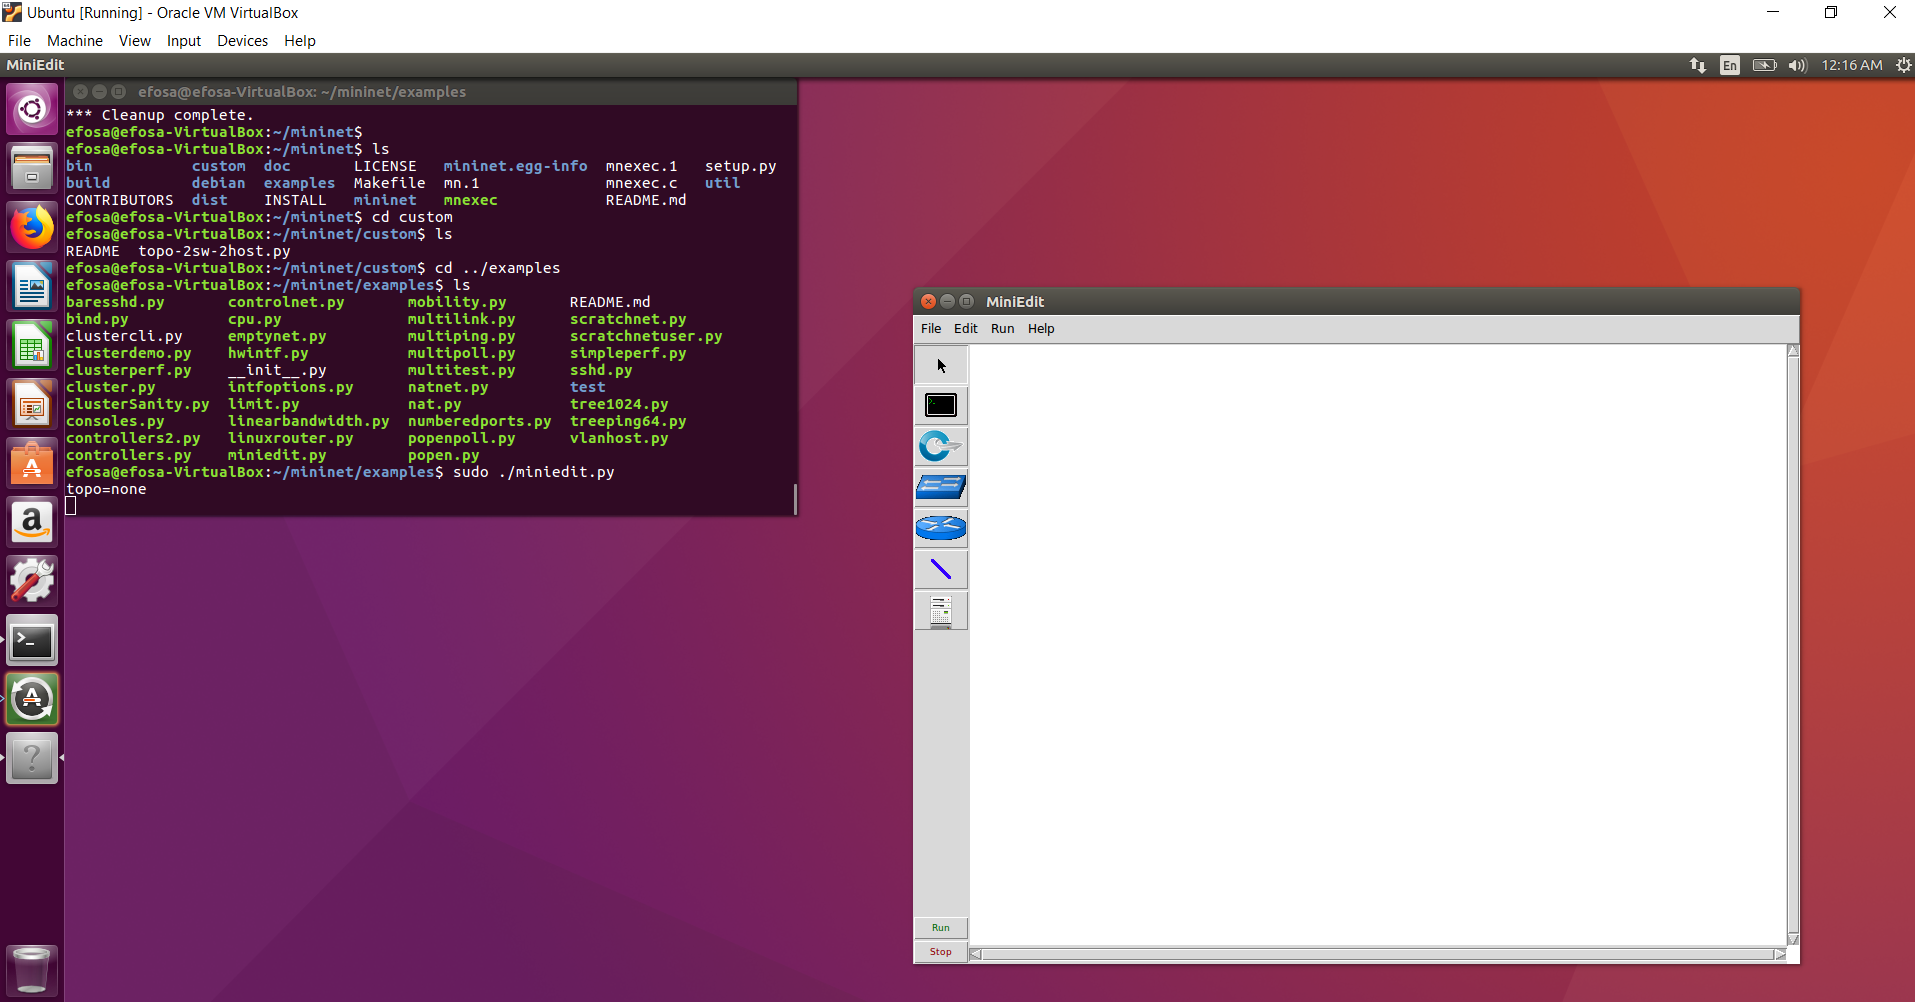 Ubuntu [Running] - Oracle VM VirtualBox
File Machine View Input Devices Help
MiniEdit En 12:16 AM
efosa@efosa-VirtualBox: ~/mininet/examples
*** Cleanup complete.
efosa@efosa-VirtualBox:~/mininet$
efosa@efosa-VirtualBox:~/mininet$ ls
bin custom doc LICENSE mininet.egg-info mnexec.1 setup.py
build debian examples Makefile mn.1 mnexec.c util
CONTRIBUTORS dist INSTALL mininet mnexec README.md
efosa@efosa-VirtualBox:~/mininet$ cd custom
efosa@efosa-VirtualBox:~/mininet/custom$ ls
README topo-2sw-2host.py
efosa@efosa-VirtualBox:~/mininet/custom$ cd ../examples
efosa@efosa-VirtualBox:~/mininet/examples$ ls
baresshd.py controlnet.py mobility.py README.md
bind.py cpu.py multilink.py scratchnet.py
clustercli.py emptynet.py multiping.py scratchnetuser.py
clusterdemo.py hwintf.py multipoll.py simpleperf.py
clusterperf.py __init__.py multitest.py sshd.py
cluster.py intfoptions.py natnet.py test
clusterSanity.py limit.py nat.py tree1024.py
consoles.py linearbandwidth.py numberedports.py treeping64.py
controllers2.py linuxrouter.py popenpoll.py vlanhost.py
controllers.py miniedit.py popen.py
efosa@efosa-VirtualBox:~/mininet/examples$ sudo ./miniedit.py
topo=none
MiniEdit
File Edit Run Help
Run
Stop